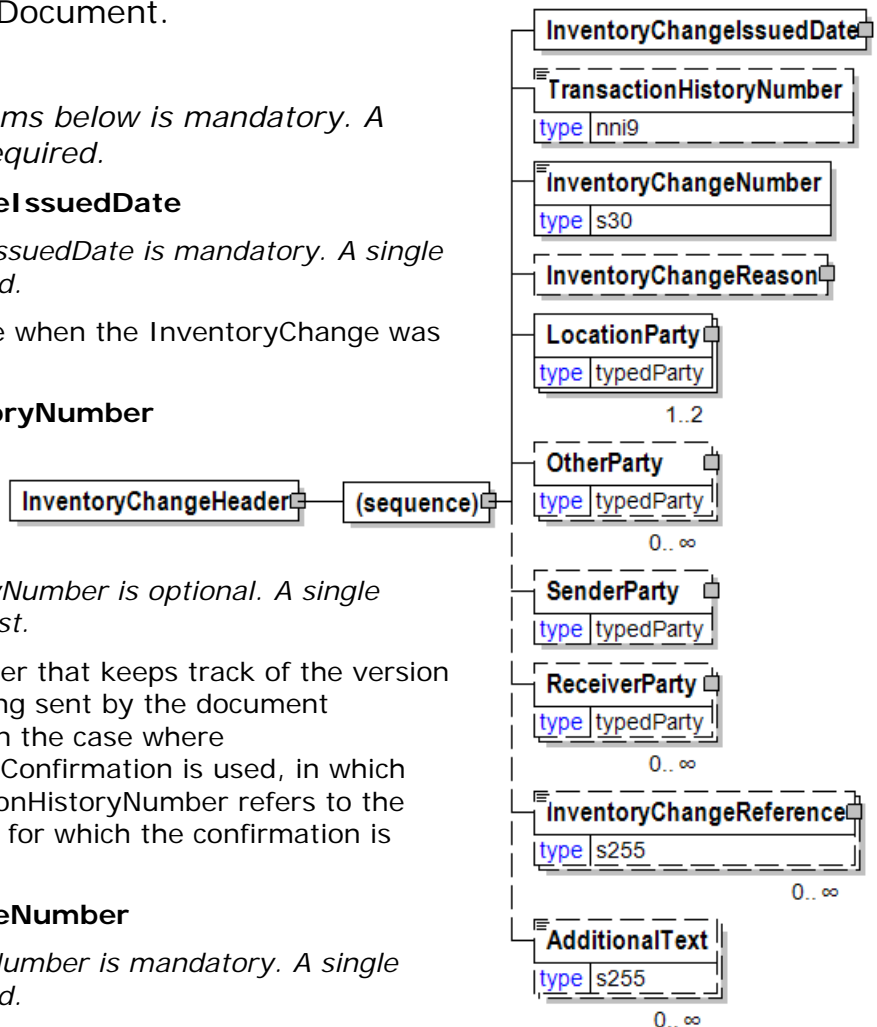 Document.
ms below is mandatory. A
equired.
eIssuedDate
ssuedDate is mandatory. A single
d.
e when the InventoryChange was
oryNumber
yNumber is optional. A single
st.
er that keeps track of the version
ng sent by the document
n the case where
Confirmation is used, in which
onHistoryNumber refers to the
for which the confirmation is
eNumber
Number is mandatory. A single
d.
InventoryChangeHeader
(sequence)
InventoryChangeIssuedDate
TransactionHistoryNumber
type nni9
InventoryChangeNumber
type s30
InventoryChangeReason
LocationParty
type typedParty
1..2
OtherParty
type typedParty
0.. ∞
SenderParty
type typedParty
ReceiverParty
type typedParty
0.. ∞
InventoryChangeReference
type s255
0.. ∞
AdditionalText
type s255
0.. ∞